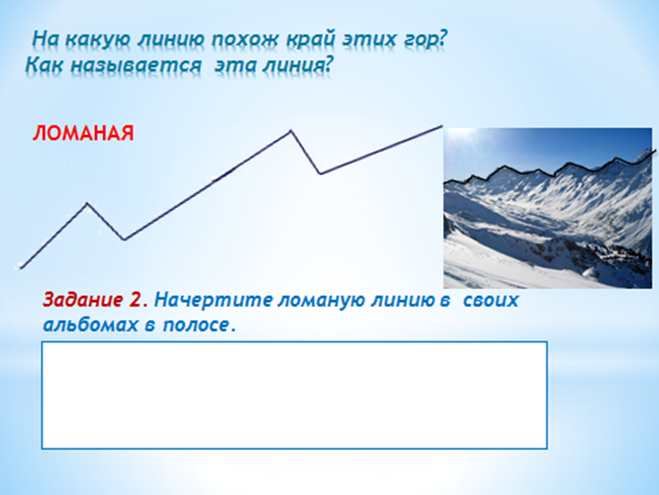 На какую линию похож край этих гор?
Как называется эта линия?
ЛОМАНАЯ
Задание 2. Начертите ломаную линию в своих
альбомах в полосе.